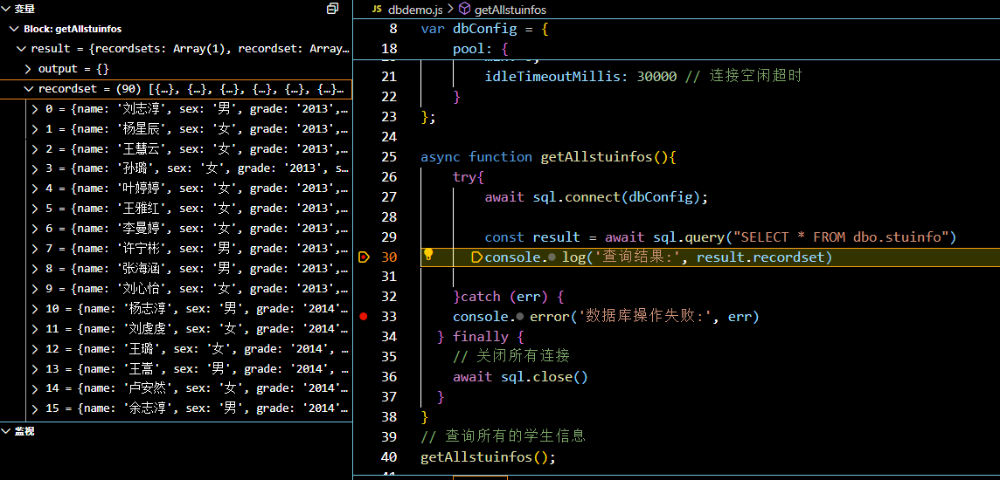 变量
Block: getAllstuinfos
result = {recordsets: Array(1), recordset: Array,...
output = {}
recordset = (90) [{…}, {…}, {…}, {…}, {…}, {…}...
0 = {name: '刘志淳', sex: '男', grade: '2013',...
1 = {name: '杨星辰', sex: '女', grade: '2013',...
2 = {name: '王慧云', sex: '女', grade: '2013',...
3 = {name: '孙璐', sex: '女', grade: '2013', s...
4 = {name: '叶婷婷', sex: '女', grade: '2013',...
5 = {name: '王雅红', sex: '女', grade: '2013',...
6 = {name: '李曼婷', sex: '女', grade: '2013',...
7 = {name: '许宁彬', sex: '男', grade: '2013',...
8 = {name: '张海涵', sex: '男', grade: '2013',...
9 = {name: '刘心怡', sex: '女', grade: '2013',...
10 = {name: '杨志淳', sex: '男', grade: '2014'...
11 = {name: '刘虔虔', sex: '女', grade: '2014'...
12 = {name: '王璐', sex: '女', grade: '2014', ...
13 = {name: '王嵩', sex: '男', grade: '2014', ...
14 = {name: '卢安然', sex: '女', grade: '2014'...
15 = {name: '余志淳', sex: '男', grade: '2014'...
监视
JS dbdemo.js > getAllstuinfos
8 var dbConfig = {
18 pool: {
21 idleTimeoutMillis: 30000 // 连接空闲超时
22 }
23 };
24
25 async function getAllstuinfos(){
26 try{
27 await sql.connect(dbConfig);
28
29 const result = await sql.query("SELECT * FROM dbo.stuinfo")
30 console.log('查询结果:', result.recordset)
31
32 }catch (err) {
33 console.error('数据库操作失败:', err)
34 } finally {
35 // 关闭所有连接
36 await sql.close()
37 }
38 }
39 // 查询所有的学生信息
40 getAllstuinfos();